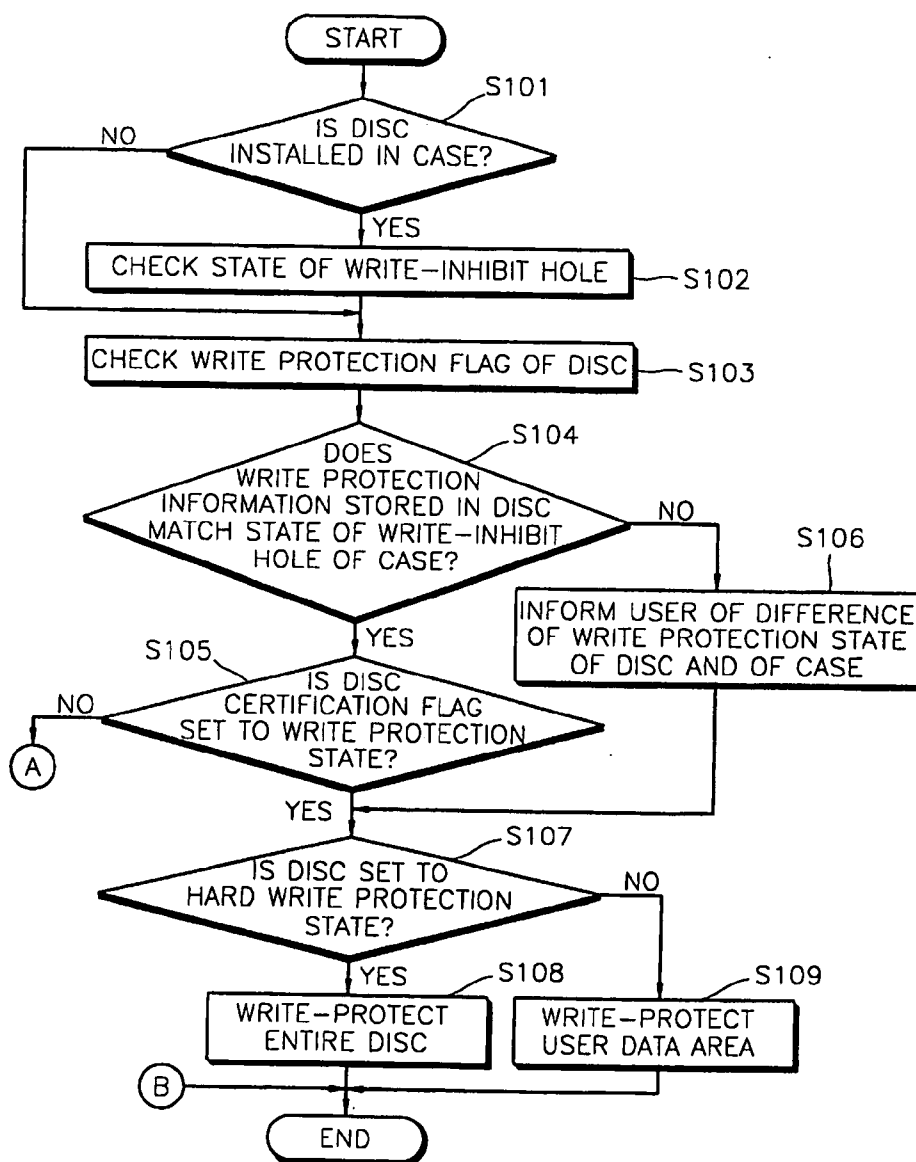 START
S101
IS DISC
INSTALLED IN CASE?
NO
YES
CHECK STATE OF WRITE-INHIBIT HOLE
S102
CHECK WRITE PROTECTION FLAG OF DISC
S103
S104
DOES
WRITE PROTECTION
INFORMATION STORED IN DISC
MATCH STATE OF WRITE-INHIBIT
HOLE OF CASE?
NO
S106
INFORM USER OF DIFFERENCE
OF WRITE PROTECTION STATE
OF DISC AND OF CASE
YES
S105
IS DISC
CERTIFICATION FLAG
SET TO WRITE PROTECTION
STATE?
NO
A
YES
S107
IS DISC SET TO
HARD WRITE PROTECTION
STATE?
NO
YES
S108
WRITE-PROTECT
ENTIRE DISC
S109
WRITE-PROTECT
USER DATA AREA
B
END